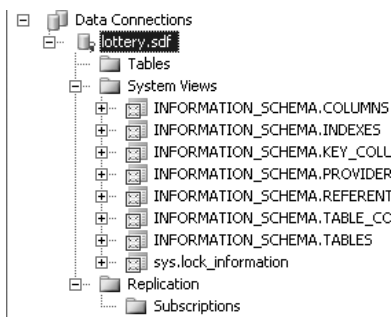 Data Connections
lottery.sdf
Tables
System Views
INFORMATION_SCHEMA.COLUMNS
INFORMATION_SCHEMA.INDEXES
INFORMATION_SCHEMA.KEY_COLU
INFORMATION_SCHEMA.PROVIDER
INFORMATION_SCHEMA.REFERENT
INFORMATION_SCHEMA.TABLE_CO
INFORMATION_SCHEMA.TABLES
sys.lock_information
Replication
Subscriptions